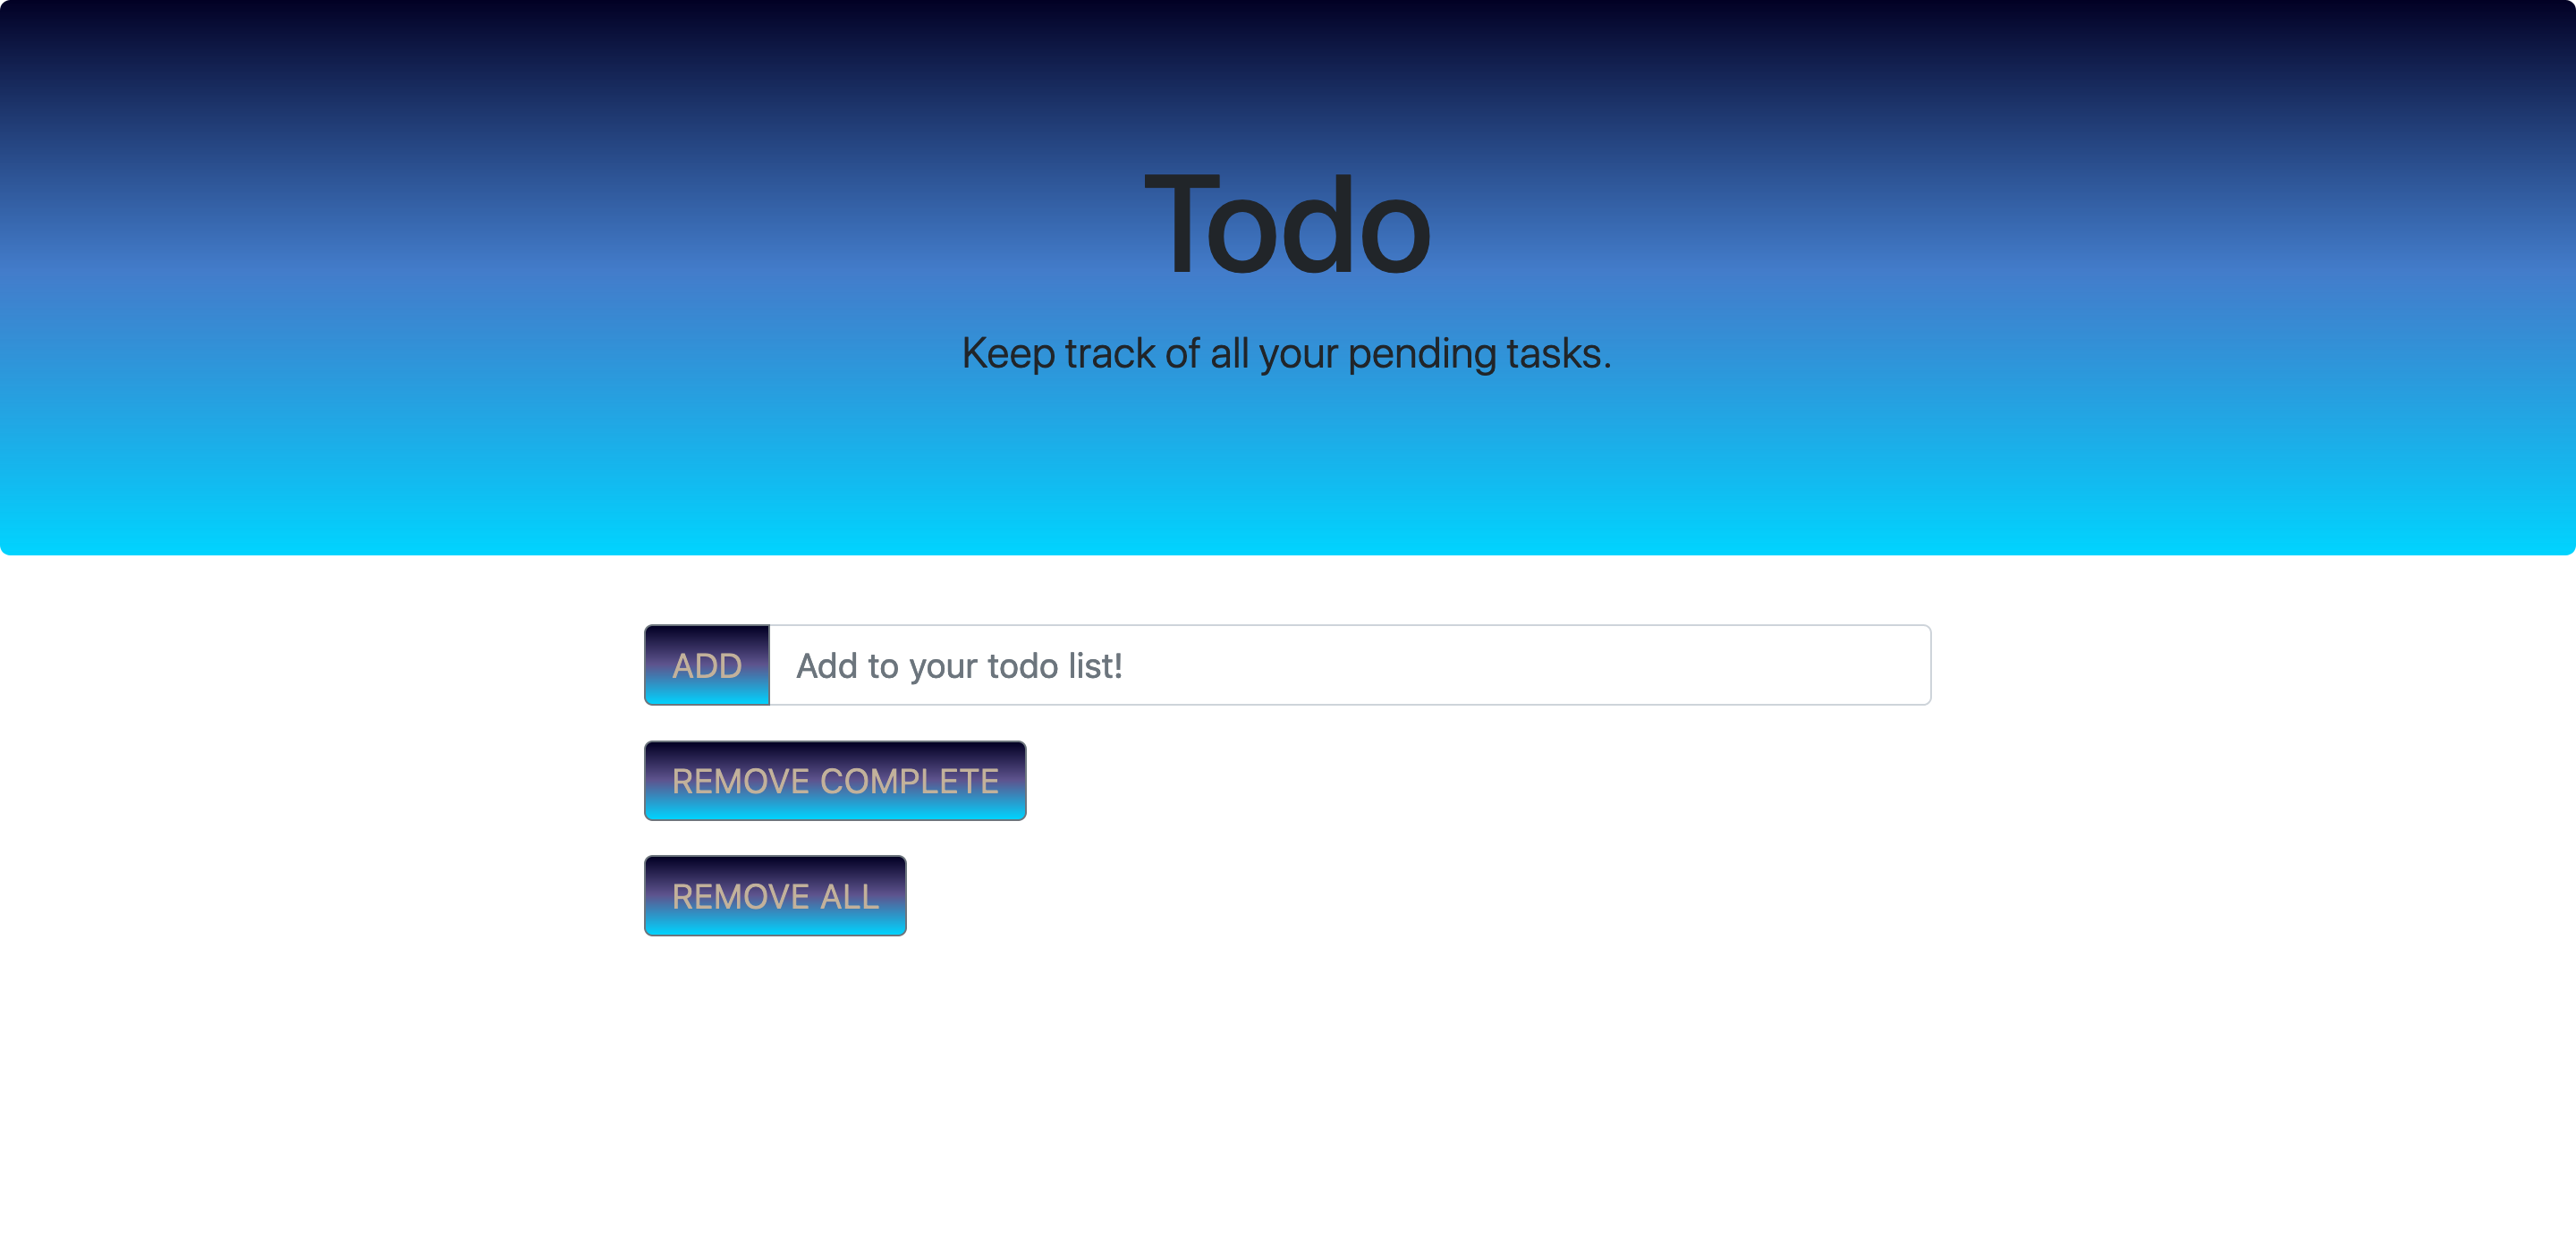 Todo
Keep track of all your pending tasks.
ADD Add to your todo list!
REMOVE COMPLETE
REMOVE ALL